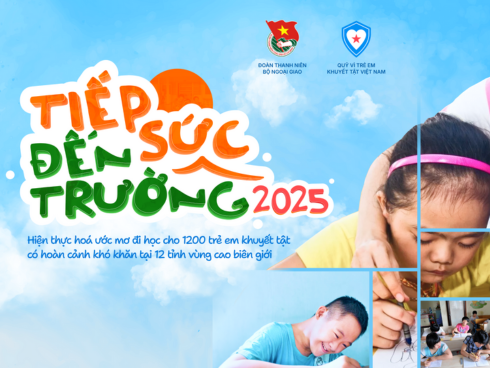 ĐOÀN THANH NIÊN
BỘ NGOẠI GIAO
QUỸ VÌ TRẺ EM
KHUYẾT TẬT VIỆT NAM
TIẾP
SỨC
ĐẾN
TRƯỜNG 2025
Hiện thực hoá ước mơ đi học cho 1200 trẻ em khuyết tật
có hoàn cảnh khó khăn tại 12 tỉnh vùng cao biên giới